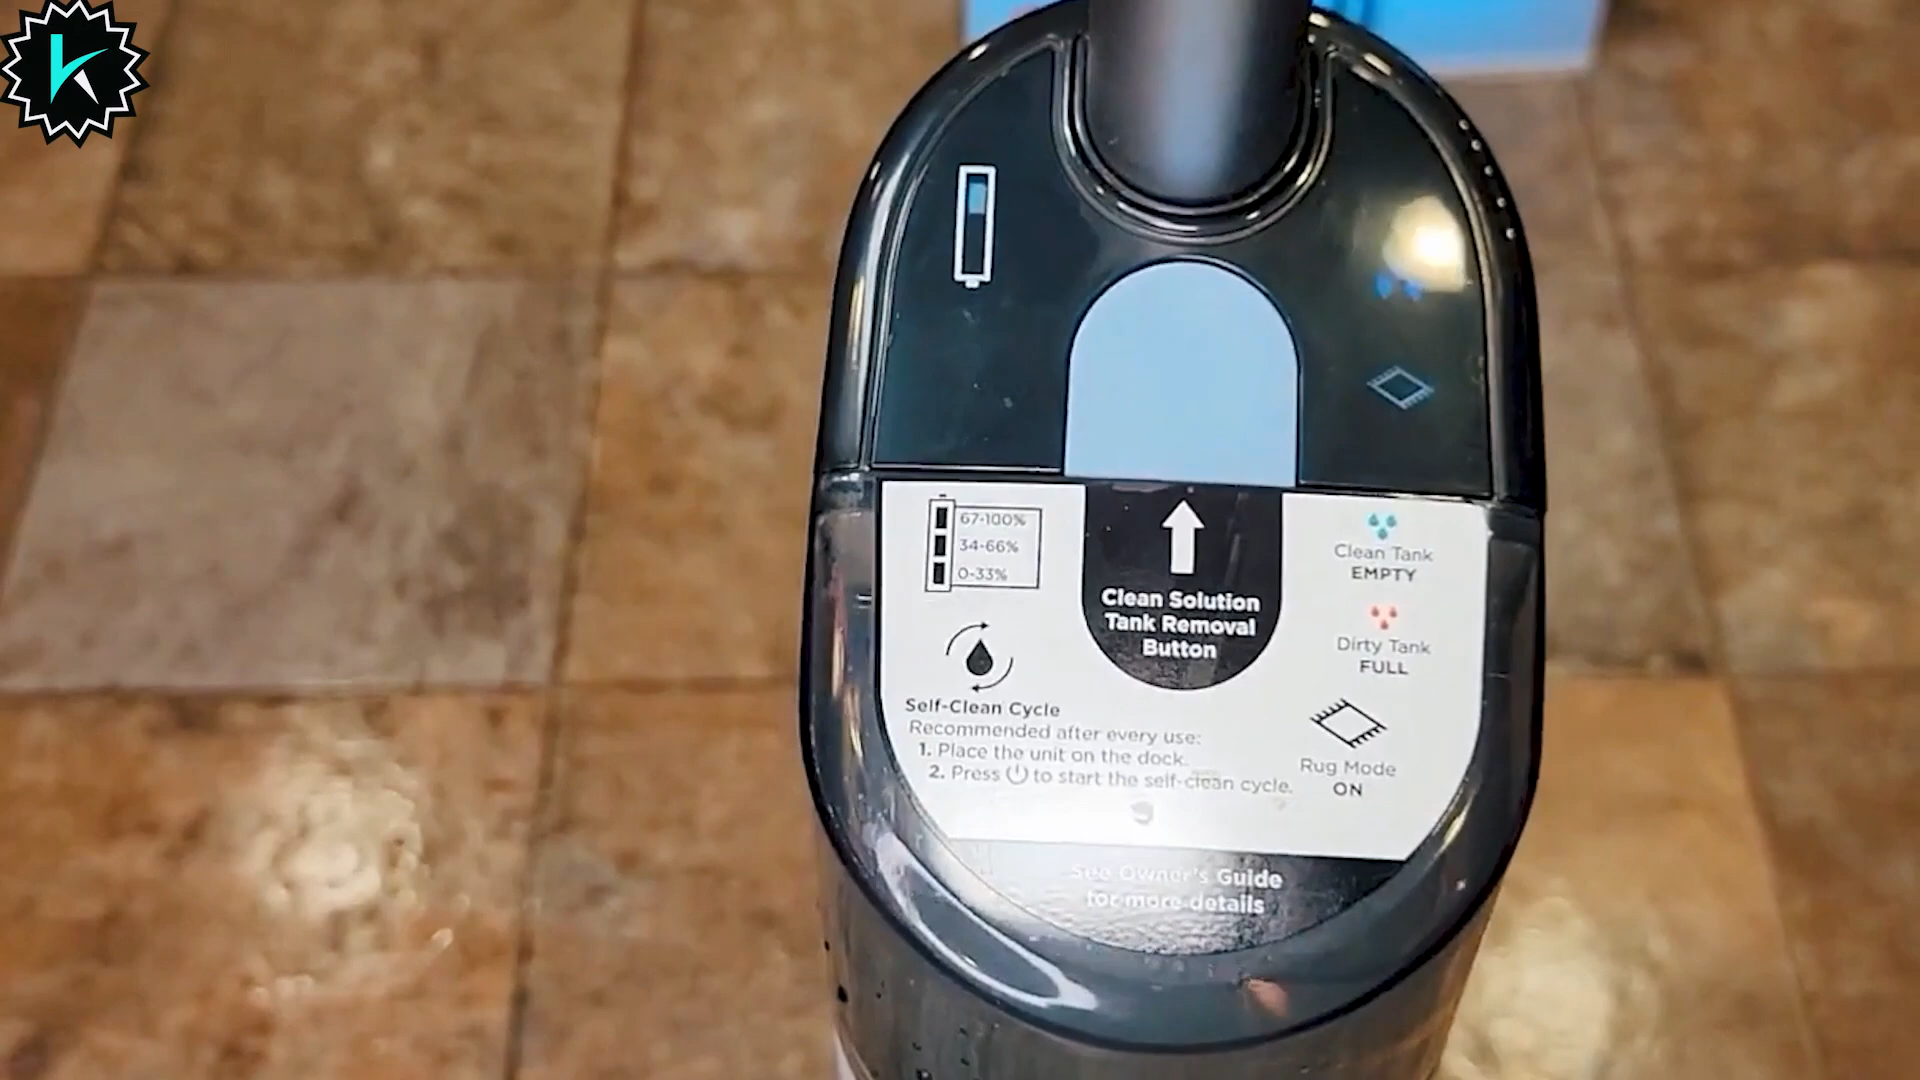 67-100%
34-66%
0-33%
Clean Solution
Tank Removal
Button
Clean Tank
EMPTY
Dirty Tank
FULL
Self-Clean Cycle
Recommended after every use:
1. Place the unit on the dock.
2. Press to start the self-clean cycle.
Rug Mode
ON
See Owner's Guide
for more details